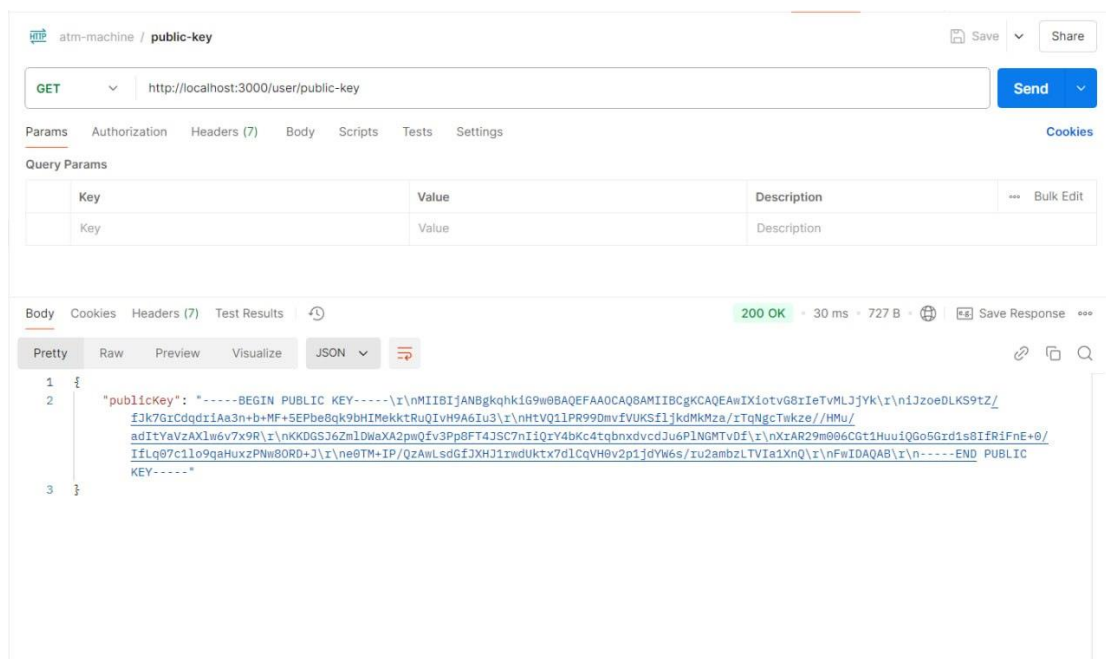 HTTP atm-machine / public-key Save Share
GET http://localhost:3000/user/public-key Send
Params Authorization Headers (7) Body Scripts Tests Settings Cookies
Query Params
Key Value Description Bulk Edit
Key Value Description
Body Cookies Headers (7) Test Results 200 OK 30 ms 727 B e.g. Save Response
Pretty Raw Preview Visualize JSON
1 {
2 "publicKey": "-----BEGIN PUBLIC KEY-----\r\nMIIBIjANBgkqhkiG9w0BAQEFAAOCAQ8AMIIBCgKCAQEAwIXiotvG8rIeTvMLJjYk\r\niJzoeDLKS9tZ/
fJk7GrCdqdriAa3n+b+MF+5EPbe8qk9bHIMekktRuQIvH9A6Iu3\r\nHtVQ1lPR99DmvfVUKSfljkdMkMza/rTqNgcTwkze//HMu/
adItYaVzAXlw6v7x9R\r\nKKDGSJ6ZmlDWaXA2pwQfv3Pp8FT4JSC7nIiQrY4bKc4tqbnxdvcdJu6PlNGMTvDf\r\nXrAR29m006CGt1HuuiQGo5Grd1s8IfRiFnE+0/
IfLq07c1lo9qaHuxzPNw8ORD+J\r\ne0TM+IP/QzAwLsdGfJXHJ1rwdUktx7dlCqVH0v2p1jdYW6s/ru2ambzLTVIa1XnQ\r\nFwIDAQAB\r\n-----END PUBLIC
KEY-----"
3 }